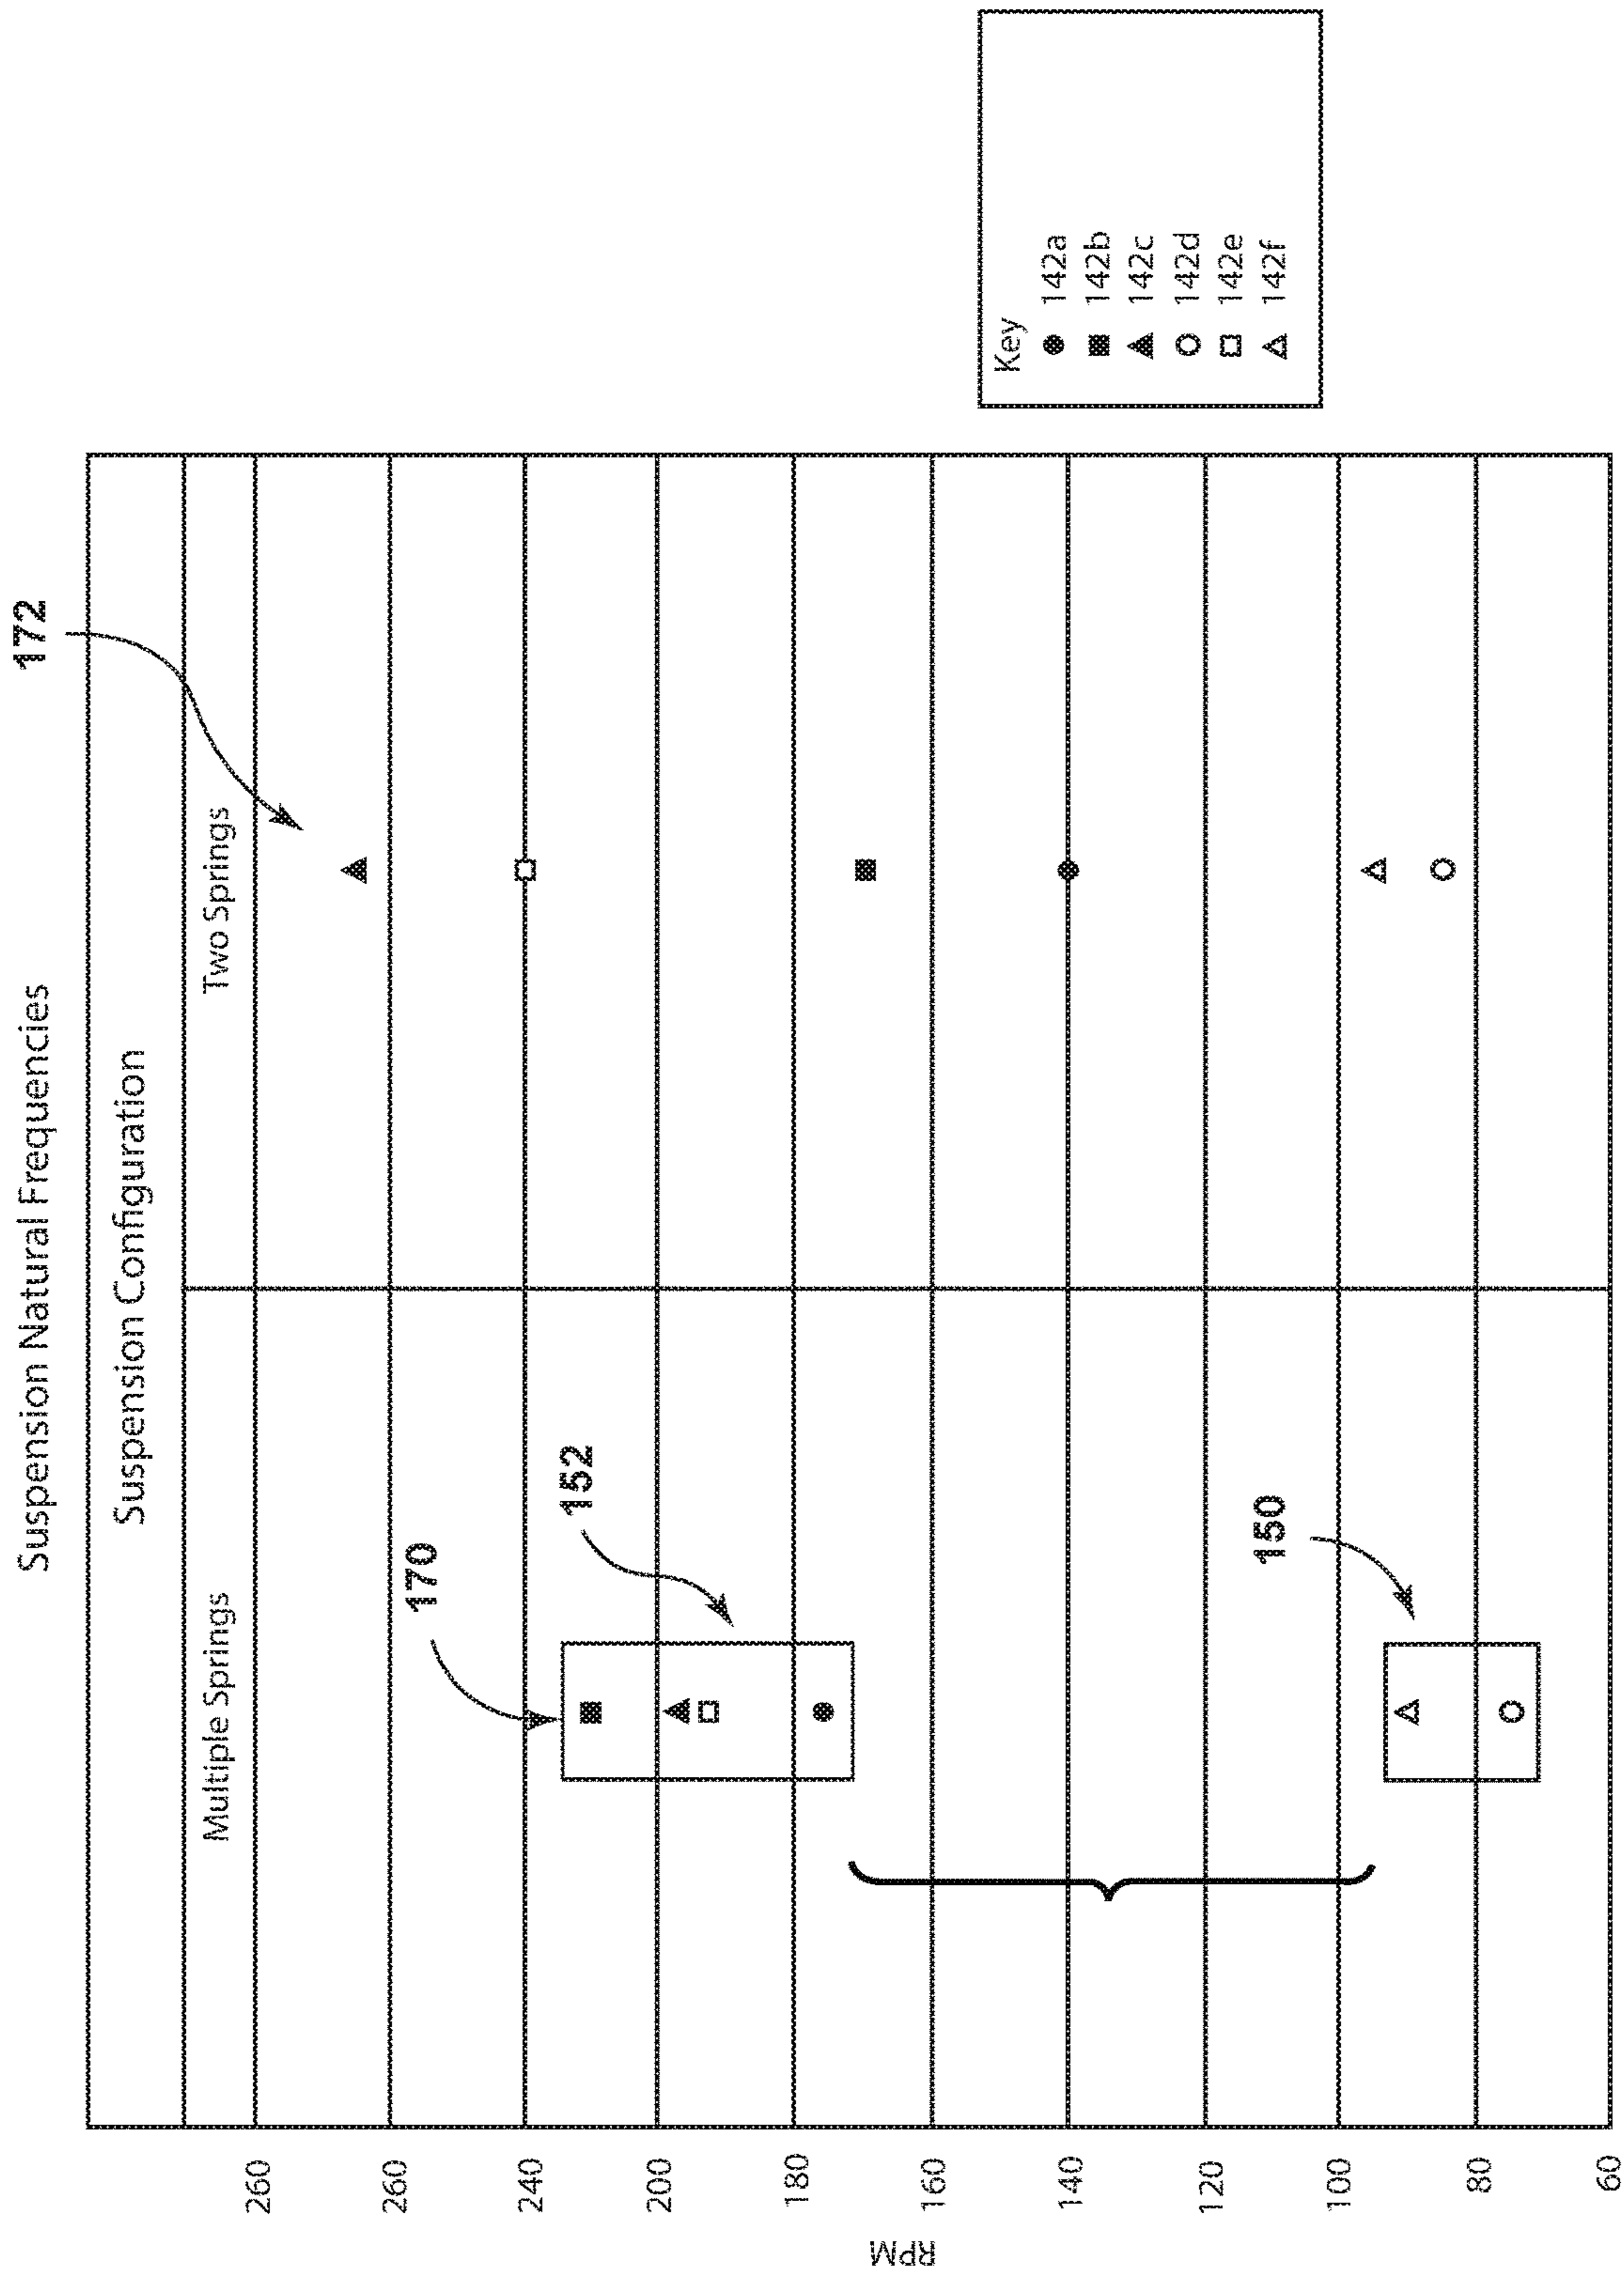 Suspension Natural Frequencies
172
Suspension Configuration
Multiple Springs
Two Springs
260
260
240
200
180
160
140
120
100
80
60
RPM
170
152
150
Key
142a
142b
142c
142d
142e
142f